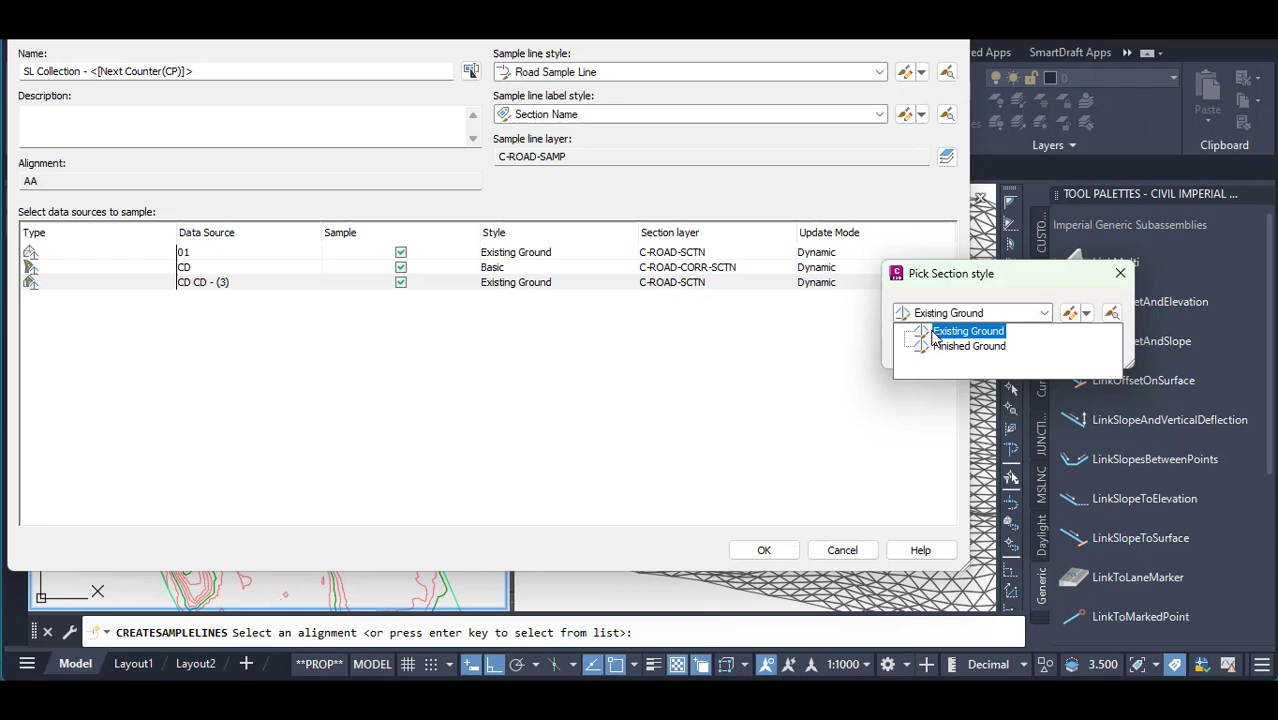 Name:
SL Collection - <[Next Counter(CP)]>
Description:
Alignment:
AA
Sample line style:
Road Sample Line
Sample line label style:
Section Name
Sample line layer:
C-ROAD-SAMP
Select data sources to sample:
Type Data Source Sample Style Section layer Update Mode
01 Existing Ground C-ROAD-SCTN Dynamic
CD Basic C-ROAD-CORR-SCTN Dynamic
CD CD - (3) Existing Ground C-ROAD-SCTN Dynamic
OK Cancel Help
Pick Section style
Existing Ground
Existing Ground
Finished Ground
Apps SmartDraft Apps
0
Paste
Layers
Clipboard
TOOL PALETTES - CIVIL IMPERIAL ...
Imperial Generic Subassemblies
LinkOffsetOnSurface
LinkSlopeAndVerticalDeflection
LinkSlopesBetweenPoints
LinkSlopeToElevation
LinkSlopeToSurface
LinkToLaneMarker
LinkToMarkedPoint
CUSTO...
JUNCTI...
MSLNC
Daylight
Generic
X
CREATESAMPLELINES Select an alignment <or press enter key to select from list>:
Model Layout1 Layout2
**PROP** MODEL 1:1000 Decimal 3.500